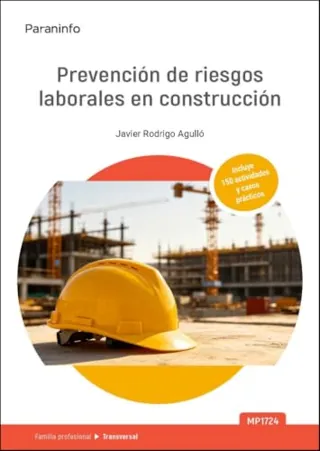 Paraninfo
Prevención de riesgos
laborales en construcción
Javier Rodrigo Agulló
Incluye
150 actividades
y casos
prácticos
MP1724
Familia profesional ▶ Transversal